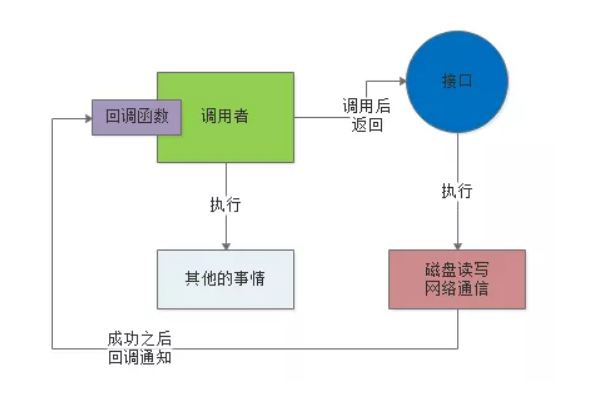 接口
回调函数
调用者
调用后
返回
执行
执行
其他的事情
磁盘读写
网络通信
成功之后
回调通知